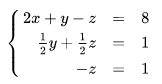 2x + y − z = 8
½y + ½z = 1
−z = 1